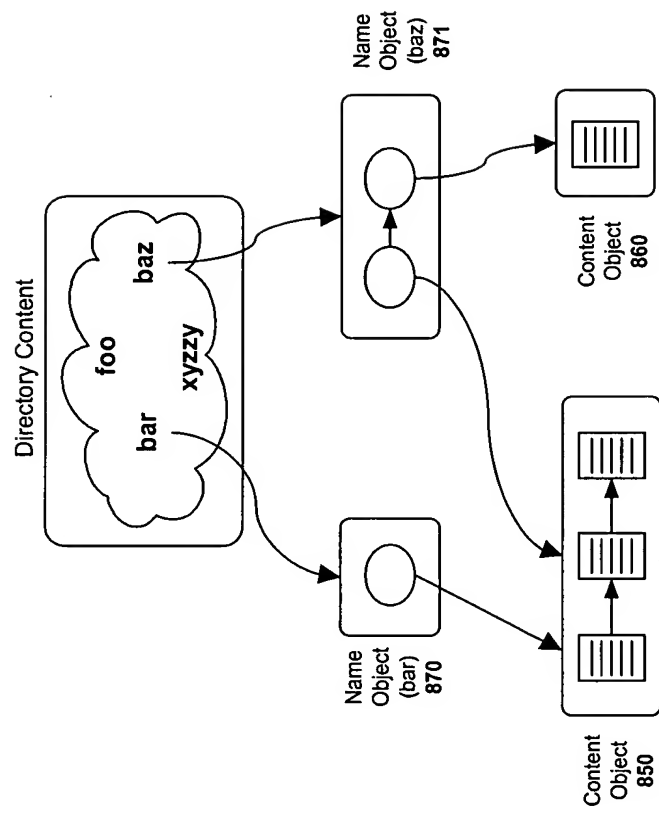 Directory Content
foo
bar
baz
xyzzy
Name
Object
(bar)
870
Name
Object
(baz)
871
Content
Object
850
Content
Object
860